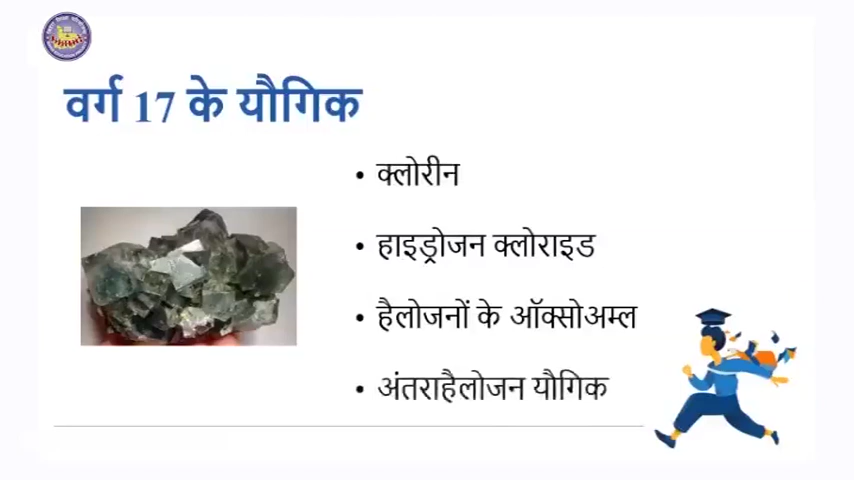 वर्ग 17 के यौगिक
• क्लोरीन
• हाइड्रोजन क्लोराइड
• हैलोजनों के ऑक्सोअम्ल
• अंतराहैलोजन यौगिक